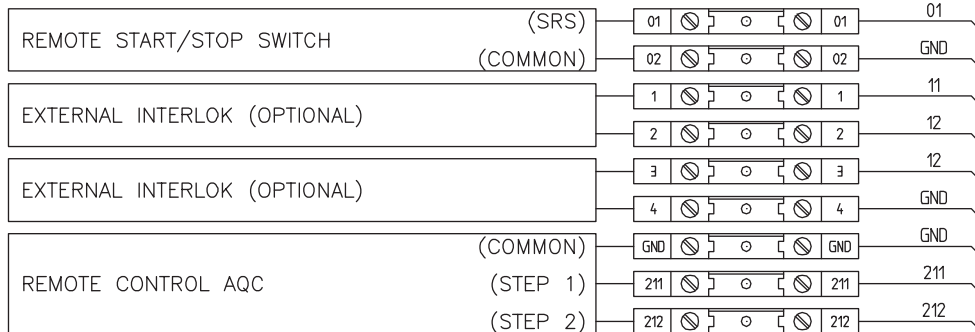 (SRS) 01 01 01
REMOTE START/STOP SWITCH
(COMMON) 02 02 GND
1 1 11
EXTERNAL INTERLOK (OPTIONAL)
2 2 12
3 3 12
EXTERNAL INTERLOK (OPTIONAL)
4 4 GND
(COMMON) GND GND GND
REMOTE CONTROL AQC (STEP 1) 211 211 211
(STEP 2) 212 212 212